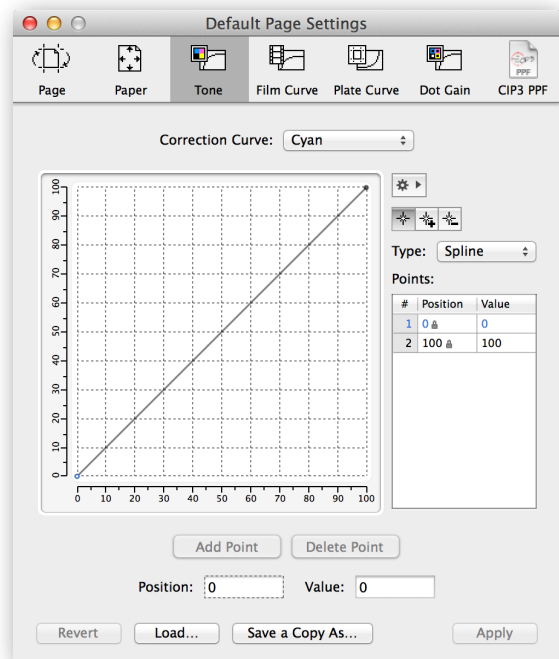 Default Page Settings
Page Paper Tone Film Curve Plate Curve Dot Gain CIP3 PPF
Correction Curve: Cyan
Type: Spline
Points:
# Position Value
1 0 0
2 100 100
100
90
80
70
60
50
40
30
20
10
0
0 10 20 30 40 50 60 70 80 90 100
Add Point Delete Point
Position: 0 Value: 0
Revert Load... Save a Copy As... Apply